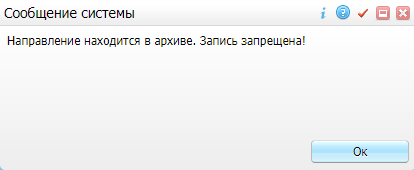 Сообщение системы
Направление находится в архиве. Запись запрещена!
Ок